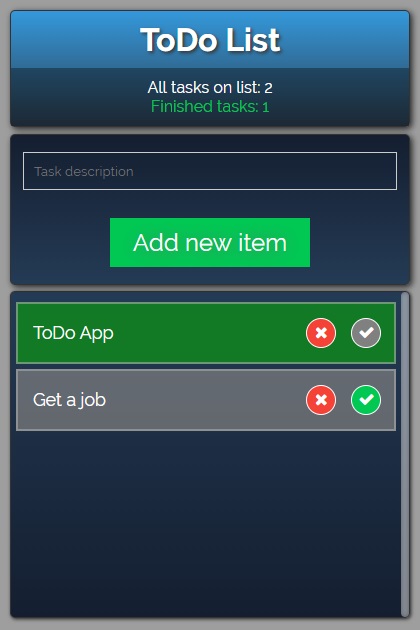 ToDo List
All tasks on list: 2
Finished tasks: 1
Task description
Add new item
ToDo App
Get a job